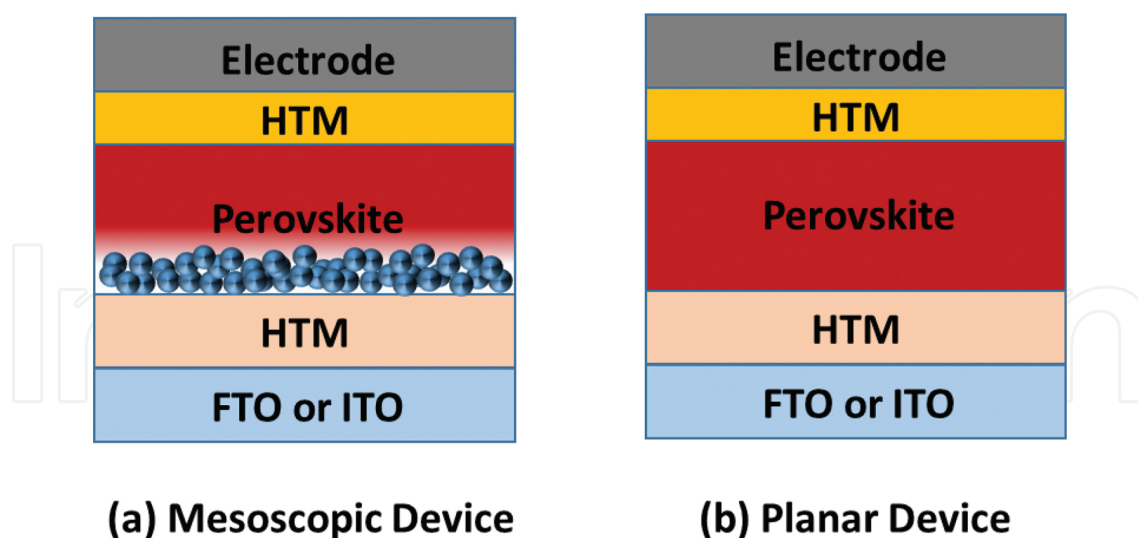 Electrode
HTM
Perovskite
HTM
FTO or ITO
(a) Mesoscopic Device
Electrode
HTM
Perovskite
HTM
FTO or ITO
(b) Planar Device